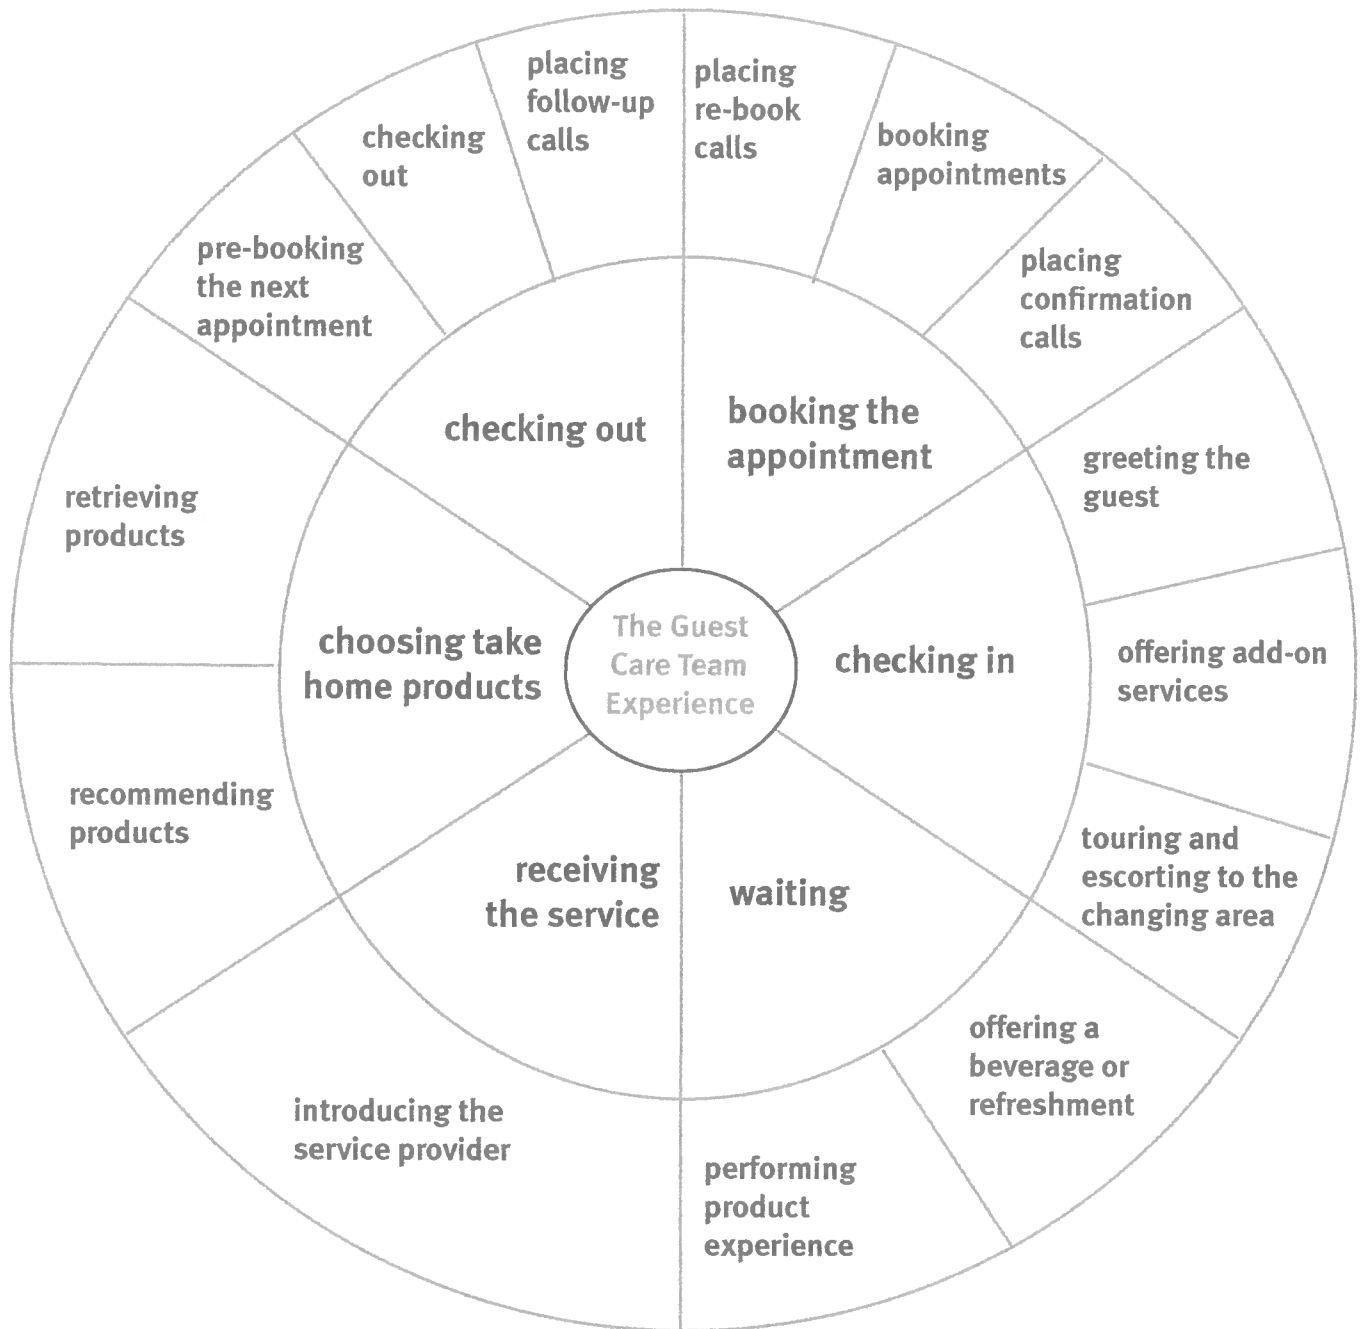 placing
follow-up
calls
placing
re-book
calls
booking
appointments
placing
confirmation
calls
greeting the
guest
offering add-on
services
touring and
escorting to the
changing area
offering a
beverage or
refreshment
performing
product
experience
introducing the
service provider
recommending
products
retrieving
products
pre-booking
the next
appointment
checking
out
checking out
booking the
appointment
checking in
waiting
receiving
the service
choosing take
home products
The Guest
Care Team
Experience